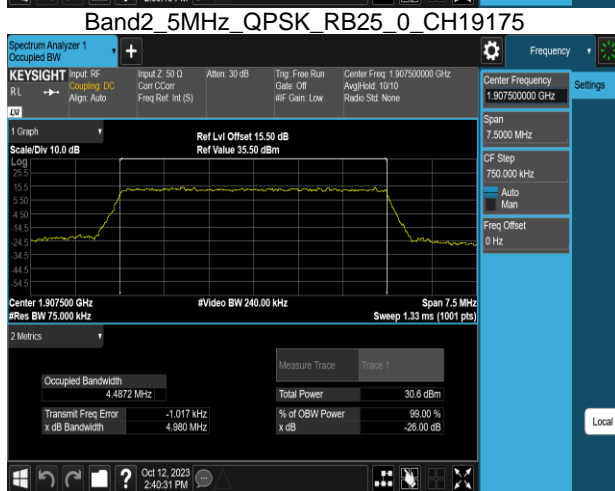 Band2_5MHz_QPSK_RB25_0_CH19175
Spectrum Analyzer 1
Occupied BW
Frequency
KEYSIGHT
Input: RF
Coupling: DC
Align: Auto
Input Z: 50 Ω
Corr CCorr
Freq Ref: Int (S)
Atten: 30 dB
Trig: Free Run
Gate: Off
#IF Gain: Low
Center Freq: 1.907500000 GHz
Avg|Hold: 10/10
Radio Std: None
RL
LXI
Center Frequency
1.907500000 GHz
Settings
Span
7.5000 MHz
CF Step
750.000 kHz
Auto
Man
Freq Offset
0 Hz
Local
1 Graph
Ref Lvl Offset 15.50 dB
Scale/Div 10.0 dB
Ref Value 35.50 dBm
Log
25.5
15.5
5.50
-4.50
-14.5
-24.5
-34.5
-44.5
-54.5
Center 1.907500 GHz
#Video BW 240.00 kHz
Span 7.5 MHz
#Res BW 75.000 kHz
Sweep 1.33 ms (1001 pts)
2 Metrics
Measure Trace
Trace 1
Occupied Bandwidth
4.4872 MHz
Total Power
30.6 dBm
Transmit Freq Error
-1.017 kHz
% of OBW Power
99.00 %
x dB Bandwidth
4.980 MHz
x dB
-26.00 dB
?
Oct 12, 2023
2:40:31 PM